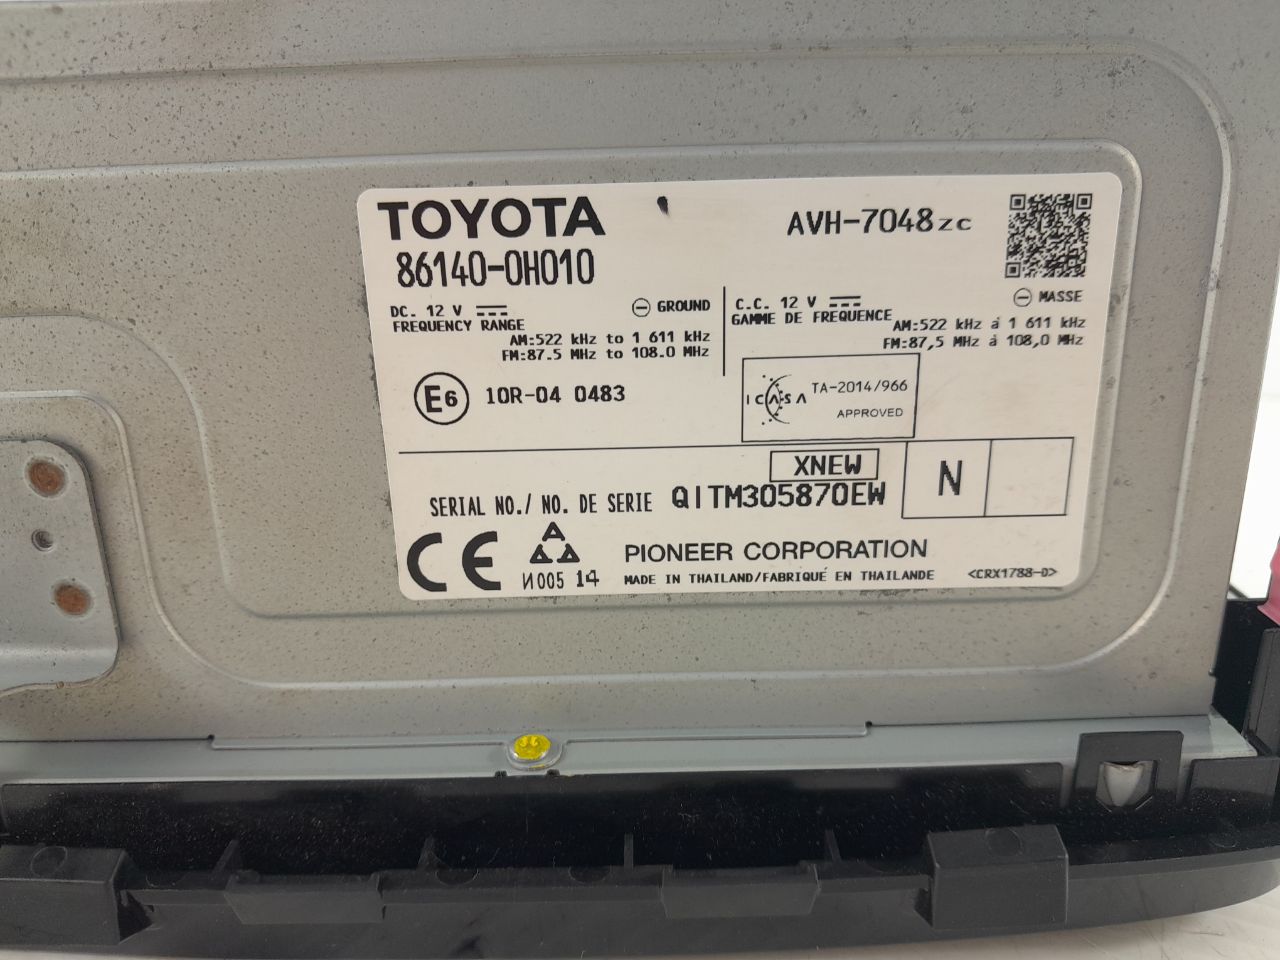 TOYOTA
86140-0H010
AVH-7048zc
DC. 12 V
⊖ GROUND
FREQUENCY RANGE
AM:522 kHz to 1 611 kHz
FM:87.5 MHz to 108.0 MHz
C.C. 12 V
⊖ MASSE
GAMME DE FREQUENCE
AM:522 kHz à 1 611 kHz
FM:87,5 MHz à 108,0 MHz
E6 10R-04 0483
ICASA TA-2014/966
APPROVED
XNEW
SERIAL NO./ NO. DE SERIE QITM305870EW
N
CE
A
И005 14
PIONEER CORPORATION
MADE IN THAILAND/FABRIQUÉ EN THAILANDE
<CRX1788-D>